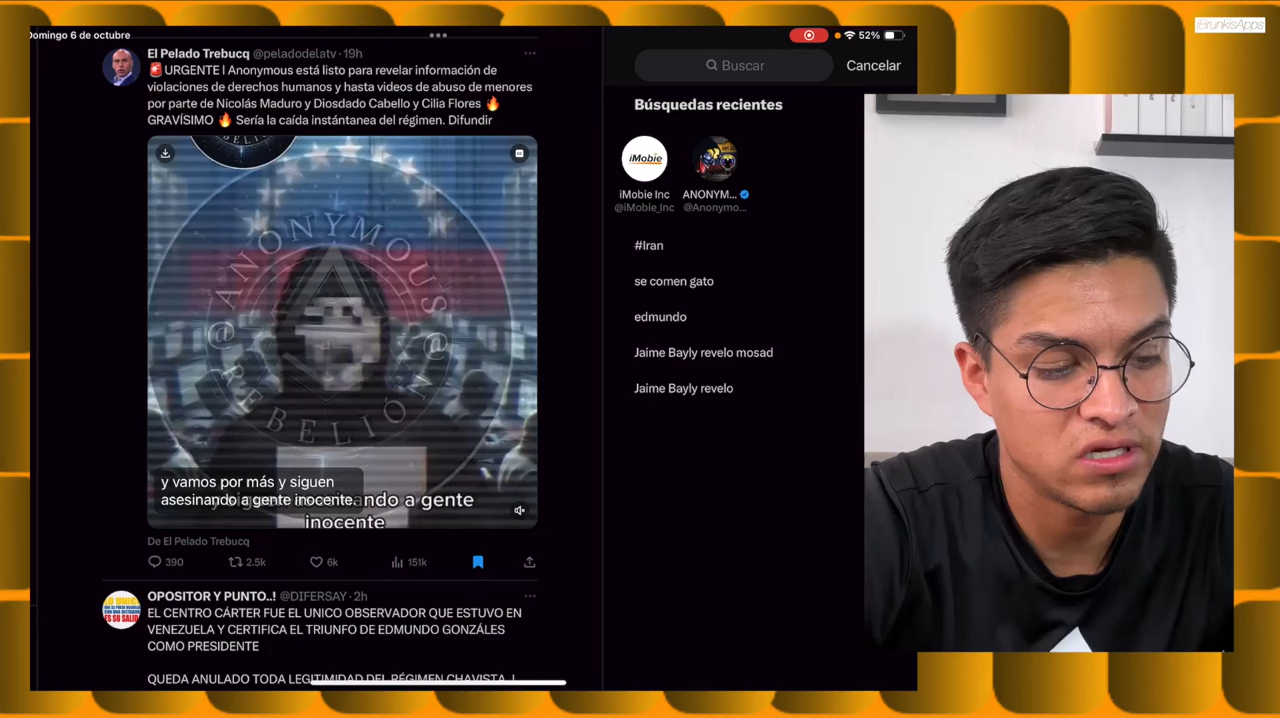 iBrunkisApps
Domingo 6 de octubre
52%
El Pelado Trebucq @peladodelatv · 19h
🚨URGENTE | Anonymous está listo para revelar información de
violaciones de derechos humanos y hasta videos de abuso de menores
por parte de Nicolás Maduro y Diosdado Cabello y Cilia Flores 🔥
GRAVÍSIMO 🔥 Sería la caída instántanea del régimen. Difundir
@ANONYMOUS@
REBELIÓN
y vamos por más y siguen
asesinando a gente inocente.
ando a gente
inocente
De El Pelado Trebucq
390 2.5k 6k 151k
OPOSITOR Y PUNTO..! @DIFERSAY · 2h
EL CENTRO CÁRTER FUE EL UNICO OBSERVADOR QUE ESTUVO EN
VENEZUELA Y CERTIFICA EL TRIUNFO DE EDMUNDO GONZÁLES
COMO PRESIDENTE
QUEDA ANULADO TODA LEGITIMIDAD DEL RÉGIMEN CHAVISTA
Buscar
Cancelar
Búsquedas recientes
iMobie
iMobie Inc
@iMobie_Inc
ANONYM...
@Anonymo...
#Iran
se comen gato
edmundo
Jaime Bayly revelo mosad
Jaime Bayly revelo